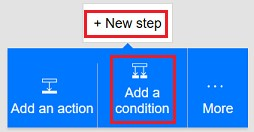 + New step
Add an action
Add a
condition
...
More